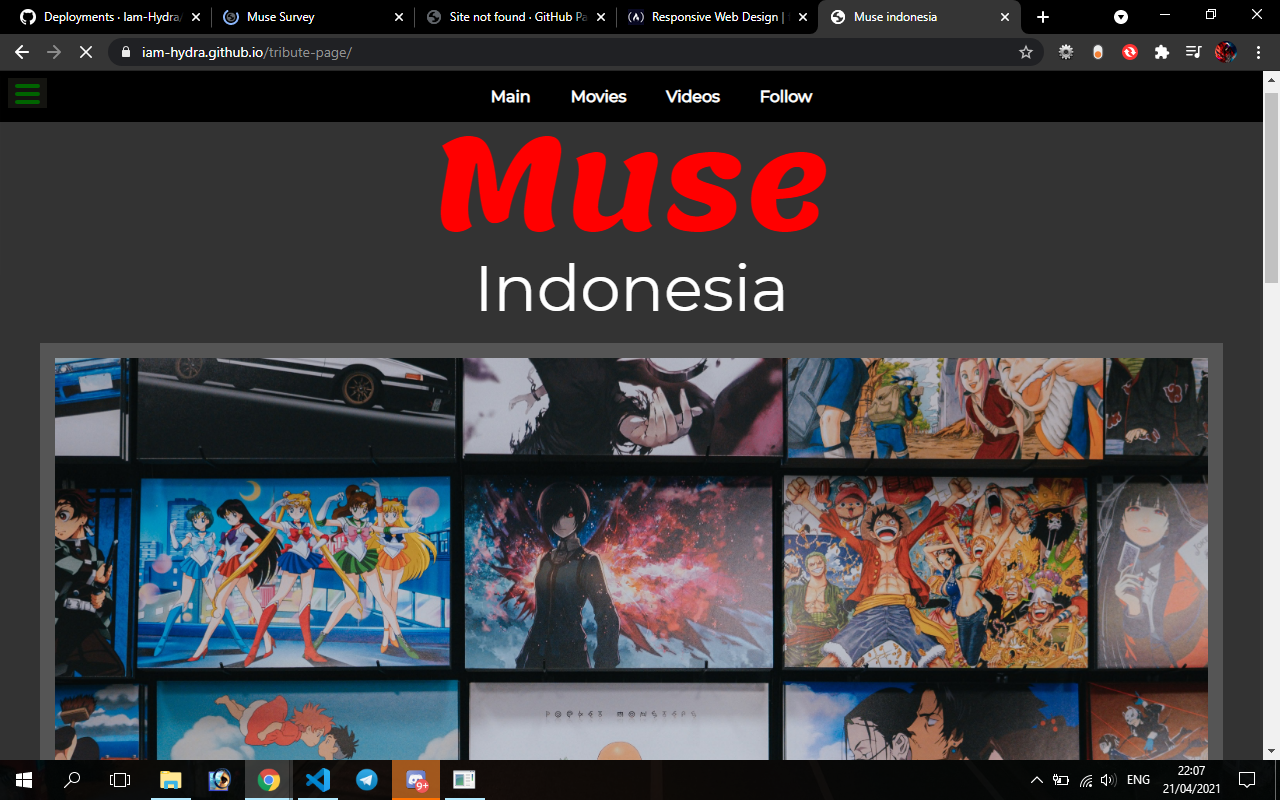 Deployments · Iam-Hydra/
Muse Survey
Site not found · GitHub Pa
Responsive Web Design |
Muse indonesia
iam-hydra.github.io/tribute-page/
Main Movies Videos Follow
Muse
Indonesia
POCKET MONSTERS
9+
ENG
22:07
21/04/2021